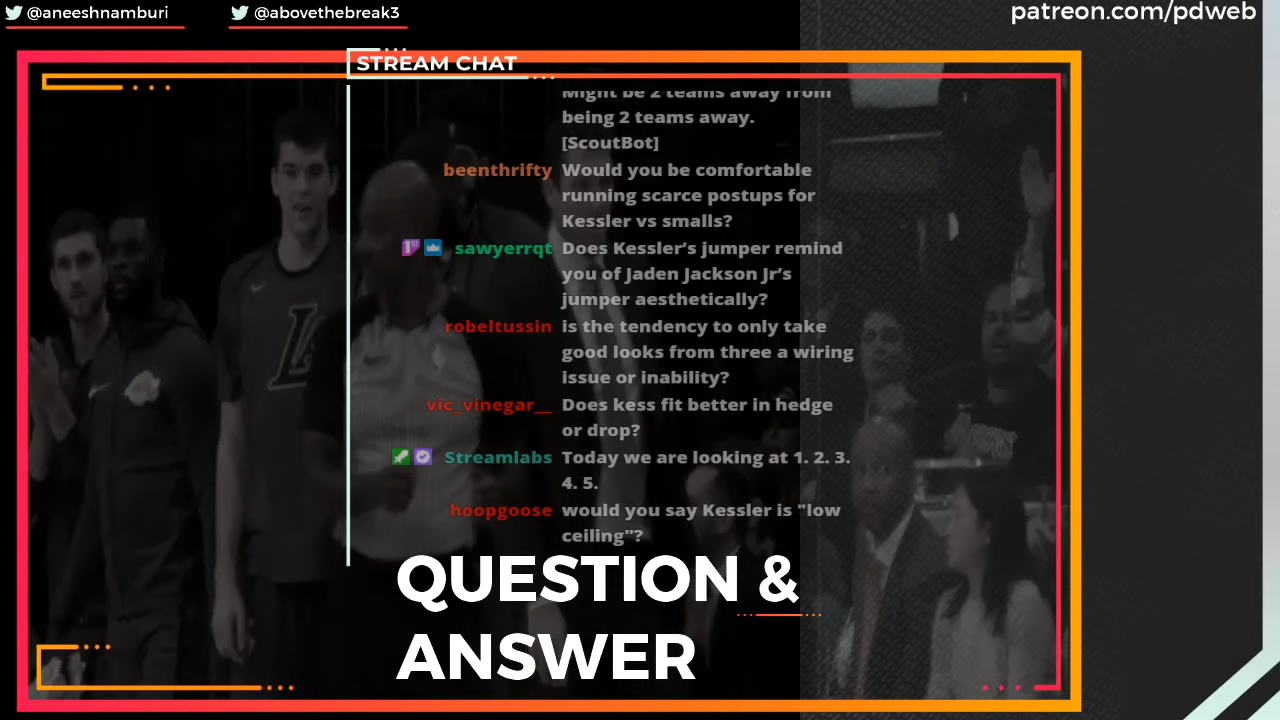 @aneeshnamburi
@abovethebreak3
patreon.com/pdweb
STREAM CHAT
Might be 2 teams away from
being 2 teams away.
[ScoutBot]
beenthrifty Would you be comfortable
running scarce postups for
Kessler vs smalls?
1ST sawyerrqt Does Kessler’s jumper remind
you of Jaden Jackson Jr’s
jumper aesthetically?
robeltussin is the tendency to only take
good looks from three a wiring
issue or inability?
vic_vinegar__ Does kess fit better in hedge
or drop?
Streamlabs Today we are looking at 1. 2. 3.
4. 5.
hoopgoose would you say Kessler is "low
ceiling"?
QUESTION &
ANSWER